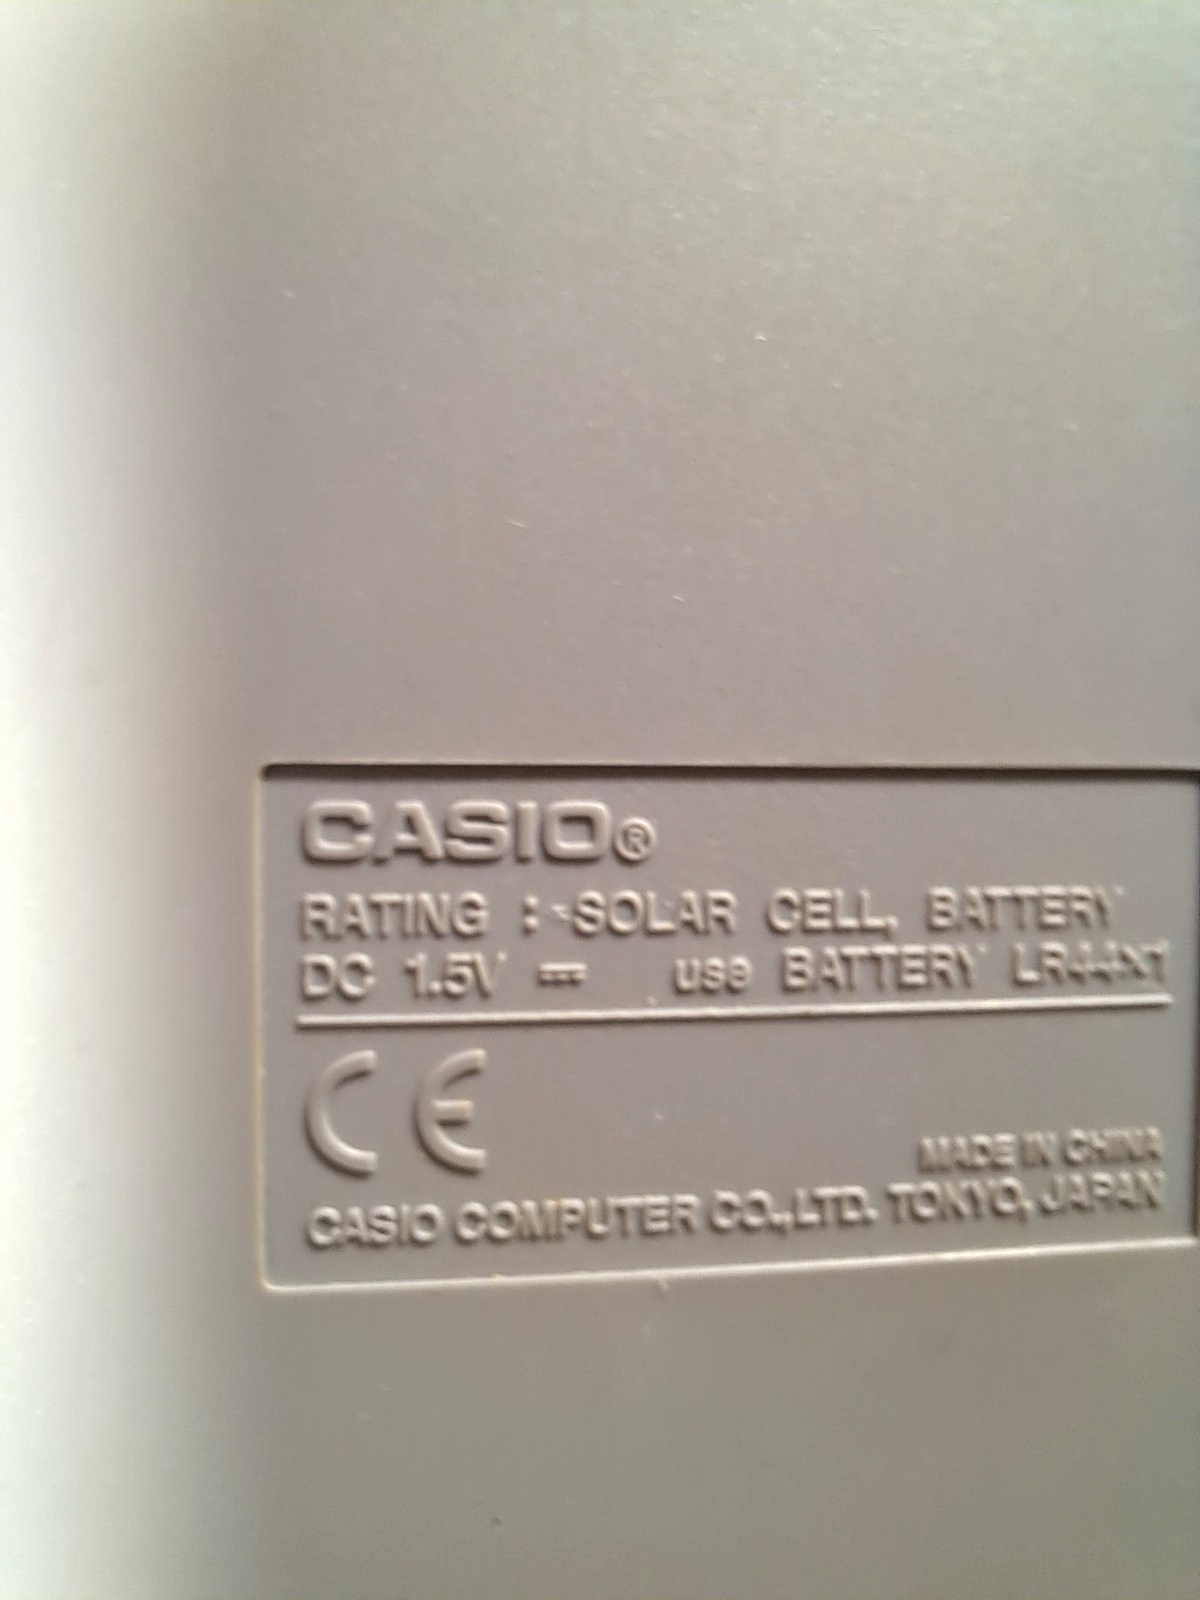 CASIO®
RATING : SOLAR CELL, BATTERY
DC 1.5V ⎓ use BATTERY LR44×1
CE
MADE IN CHINA
CASIO COMPUTER CO.,LTD. TOKYO, JAPAN